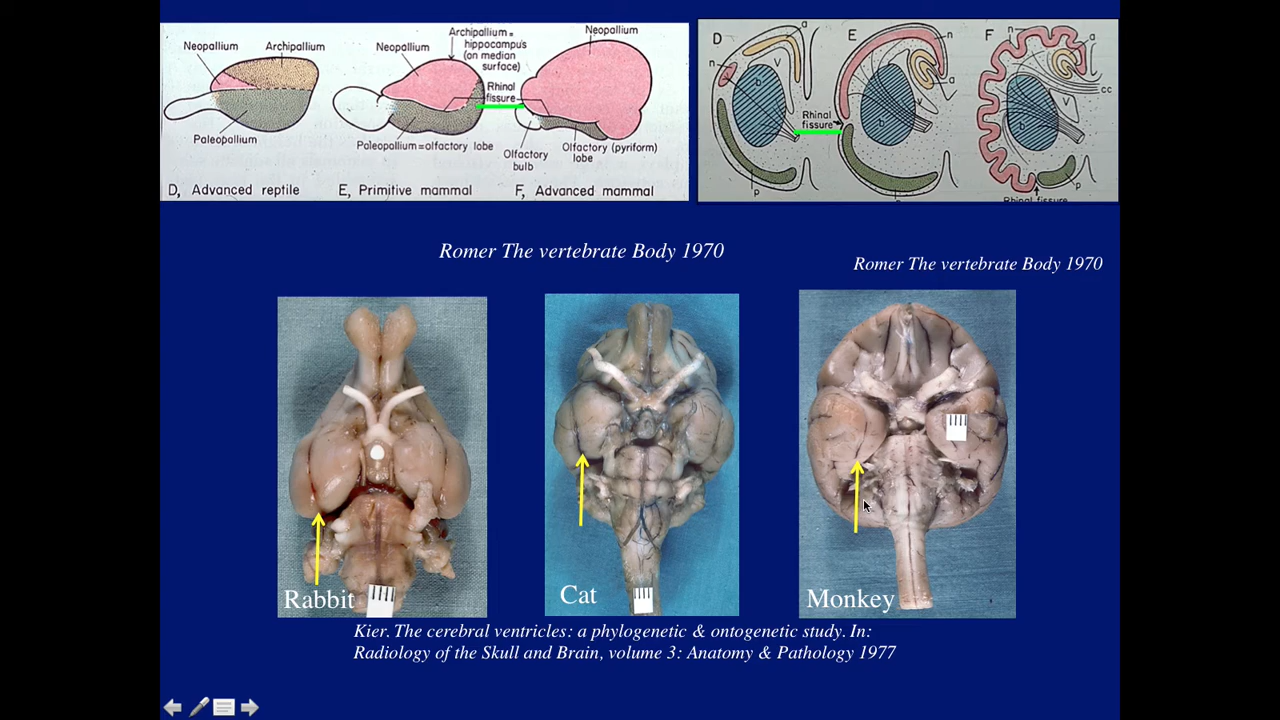 Neopallium Archipallium
Paleopallium
D, Advanced reptile
Neopallium
Archipallium =
hippocampus
(on median
surface)
Rhinal
fissure
Paleopallium=olfactory lobe
E, Primitive mammal
Neopallium
Olfactory
bulb
Olfactory (pyriform)
lobe
F, Advanced mammal
D
a
n
V
p
E
n
a
V
Rhinal
fissure
F
n
a
cc
V
p
Rhinal fissure
Romer The vertebrate Body 1970
Romer The vertebrate Body 1970
Rabbit
Cat
Monkey
Kier. The cerebral ventricles: a phylogenetic & ontogenetic study. In:
Radiology of the Skull and Brain, volume 3: Anatomy & Pathology 1977